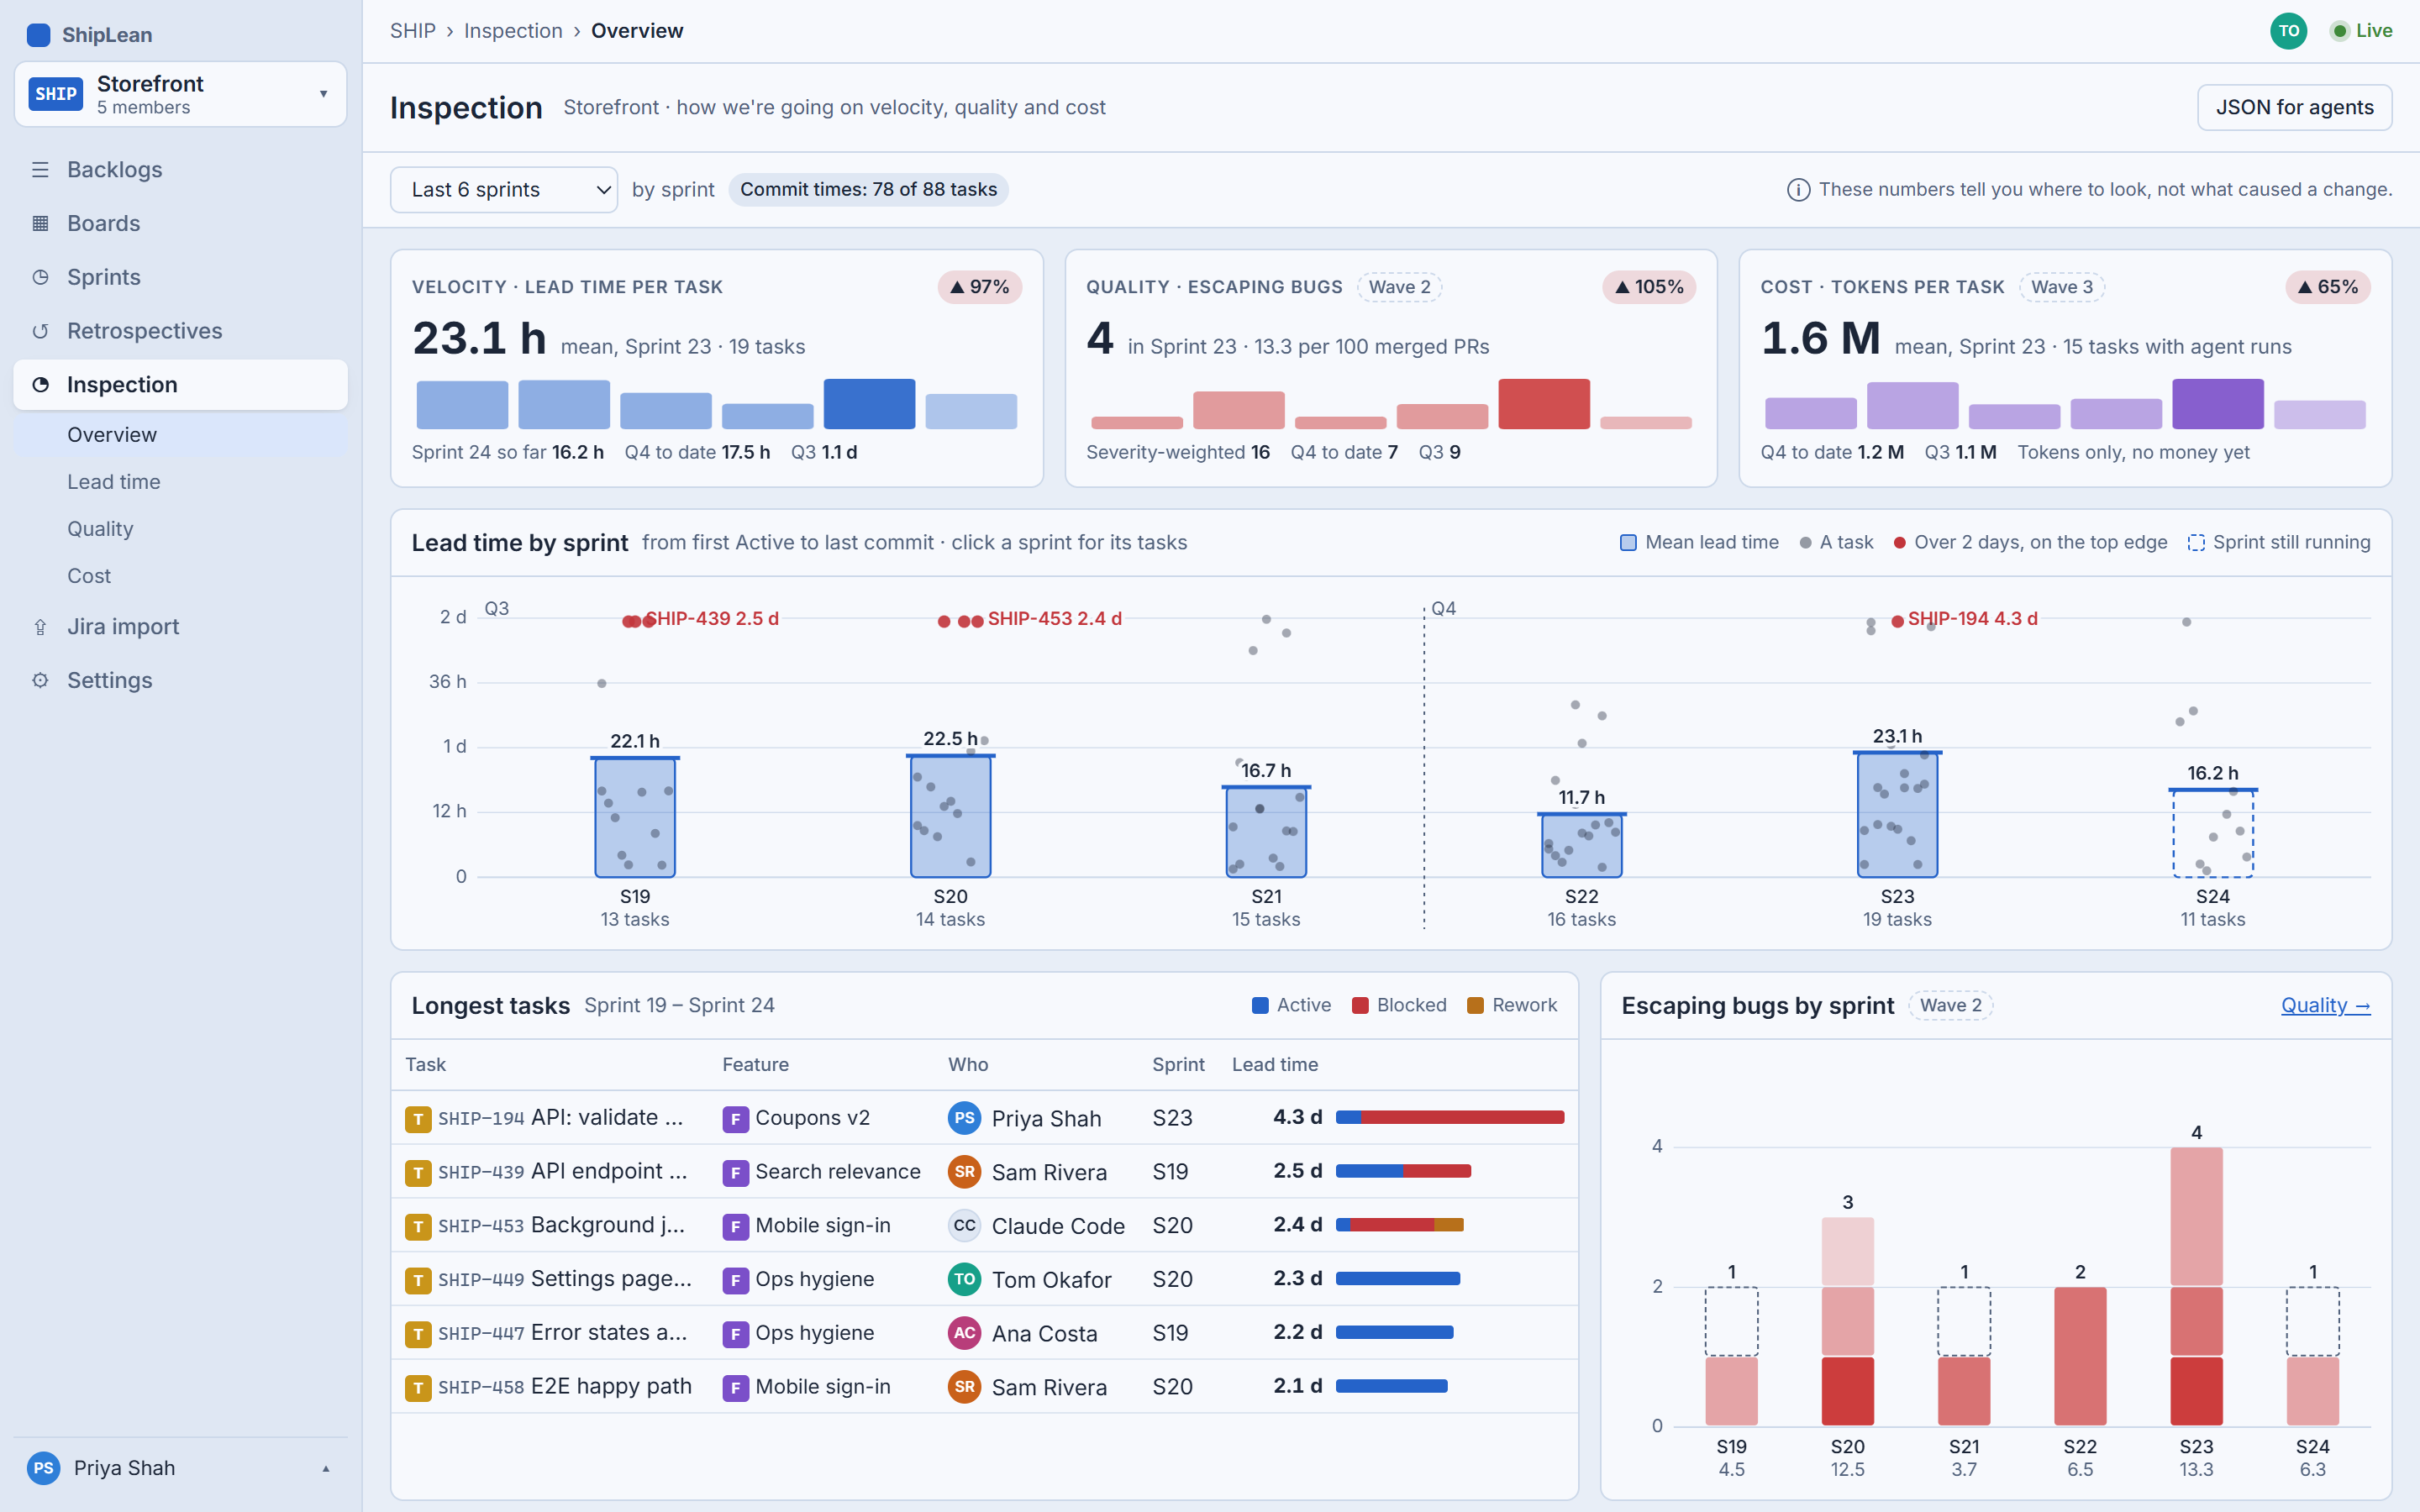 ShipLean
SHIP Storefront
5 members
Backlogs
Boards
Sprints
Retrospectives
Inspection
Overview
Lead time
Quality
Cost
Jira import
Settings
PS Priya Shah
SHIP › Inspection › Overview
TO Live
Inspection Storefront · how we're going on velocity, quality and cost
JSON for agents
Last 6 sprints by sprint Commit times: 78 of 88 tasks
These numbers tell you where to look, not what caused a change.
VELOCITY · LEAD TIME PER TASK ▲ 97%
23.1 h mean, Sprint 23 · 19 tasks
Sprint 24 so far 16.2 h Q4 to date 17.5 h Q3 1.1 d
QUALITY · ESCAPING BUGS Wave 2 ▲ 105%
4 in Sprint 23 · 13.3 per 100 merged PRs
Severity-weighted 16 Q4 to date 7 Q3 9
COST · TOKENS PER TASK Wave 3 ▲ 65%
1.6 M mean, Sprint 23 · 15 tasks with agent runs
Q4 to date 1.2 M Q3 1.1 M Tokens only, no money yet
Lead time by sprint from first Active to last commit · click a sprint for its tasks
Mean lead time A task Over 2 days, on the top edge Sprint still running
Q3 Q4
2 d SHIP-439 2.5 d SHIP-453 2.4 d SHIP-194 4.3 d
36 h
1 d
12 h
0
22.1 h 22.5 h 16.7 h 11.7 h 23.1 h 16.2 h
S19 S20 S21 S22 S23 S24
13 tasks 14 tasks 15 tasks 16 tasks 19 tasks 11 tasks
Longest tasks Sprint 19 – Sprint 24
Active Blocked Rework
Task Feature Who Sprint Lead time
T SHIP-194 API: validate ... F Coupons v2 PS Priya Shah S23 4.3 d
T SHIP-439 API endpoint ... F Search relevance SR Sam Rivera S19 2.5 d
T SHIP-453 Background j... F Mobile sign-in CC Claude Code S20 2.4 d
T SHIP-449 Settings page... F Ops hygiene TO Tom Okafor S20 2.3 d
T SHIP-447 Error states a... F Ops hygiene AC Ana Costa S19 2.2 d
T SHIP-458 E2E happy path F Mobile sign-in SR Sam Rivera S20 2.1 d
Escaping bugs by sprint Wave 2 Quality →
4
2
0
1 3 1 2 4 1
S19 S20 S21 S22 S23 S24
4.5 12.5 3.7 6.5 13.3 6.3